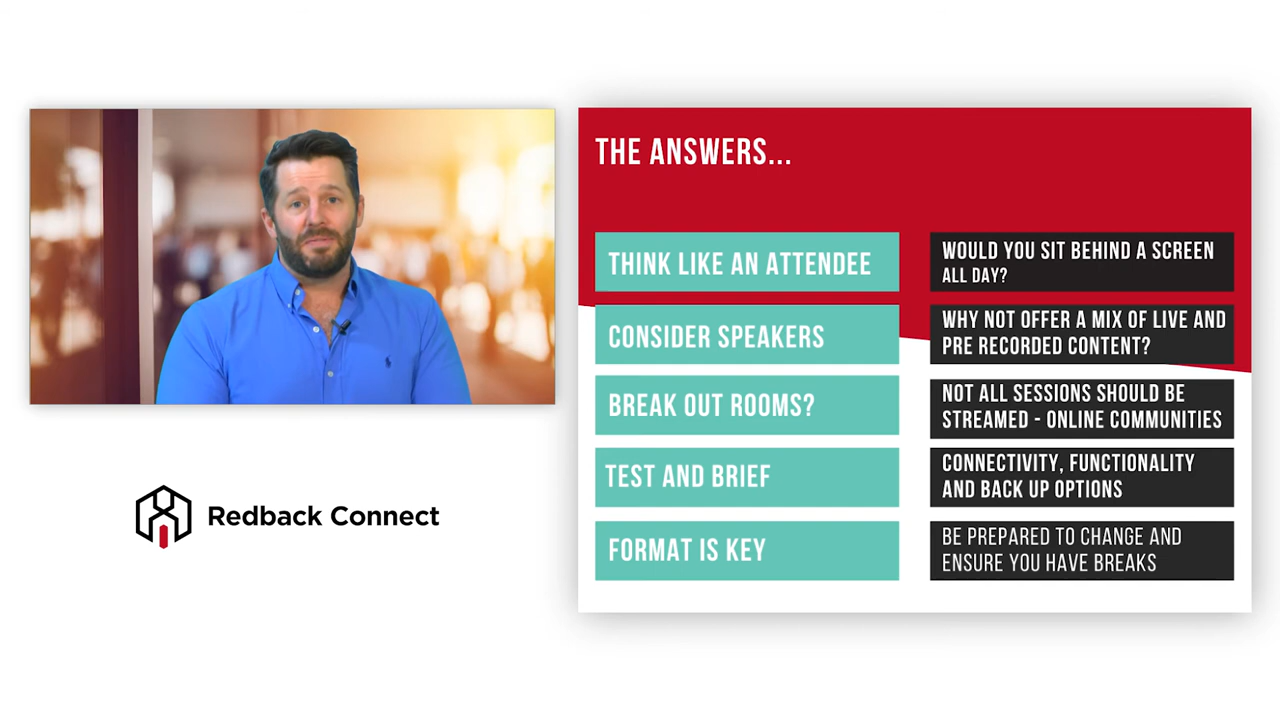 THE ANSWERS...
THINK LIKE AN ATTENDEE
WOULD YOU SIT BEHIND A SCREEN
ALL DAY?
CONSIDER SPEAKERS
WHY NOT OFFER A MIX OF LIVE AND
PRE RECORDED CONTENT?
BREAK OUT ROOMS?
NOT ALL SESSIONS SHOULD BE
STREAMED - ONLINE COMMUNITIES
TEST AND BRIEF
CONNECTIVITY, FUNCTIONALITY
AND BACK UP OPTIONS
FORMAT IS KEY
BE PREPARED TO CHANGE AND
ENSURE YOU HAVE BREAKS
Redback Connect